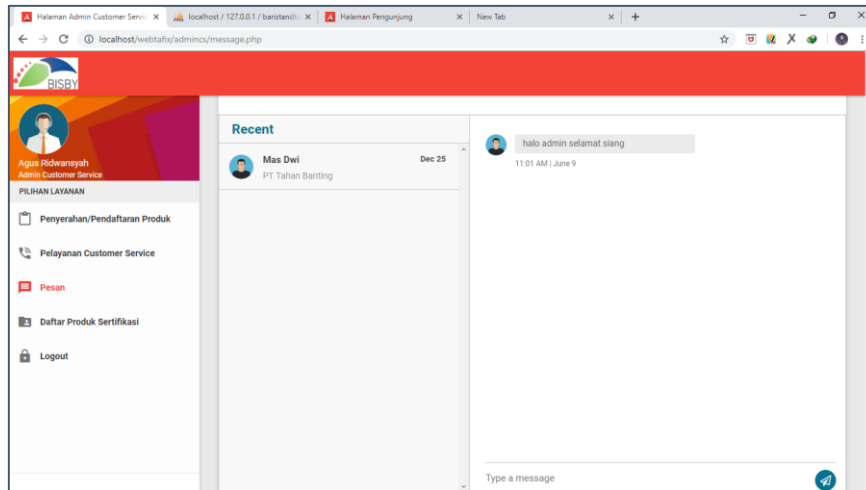 Halaman Admin Customer Servic
localhost / 127.0.0.1 / baristandb
Halaman Pengunjung
New Tab
localhost/webtafix/admincs/message.php
BISBY
Agus Ridwansyah
Admin Customer Service
PILIHAN LAYANAN
Penyerahan/Pendaftaran Produk
Pelayanan Customer Service
Pesan
Daftar Produk Sertifikasi
Logout
Recent
Mas Dwi
Dec 25
PT Tahan Banting
halo admin selamat siang
11:01 AM | June 9
Type a message